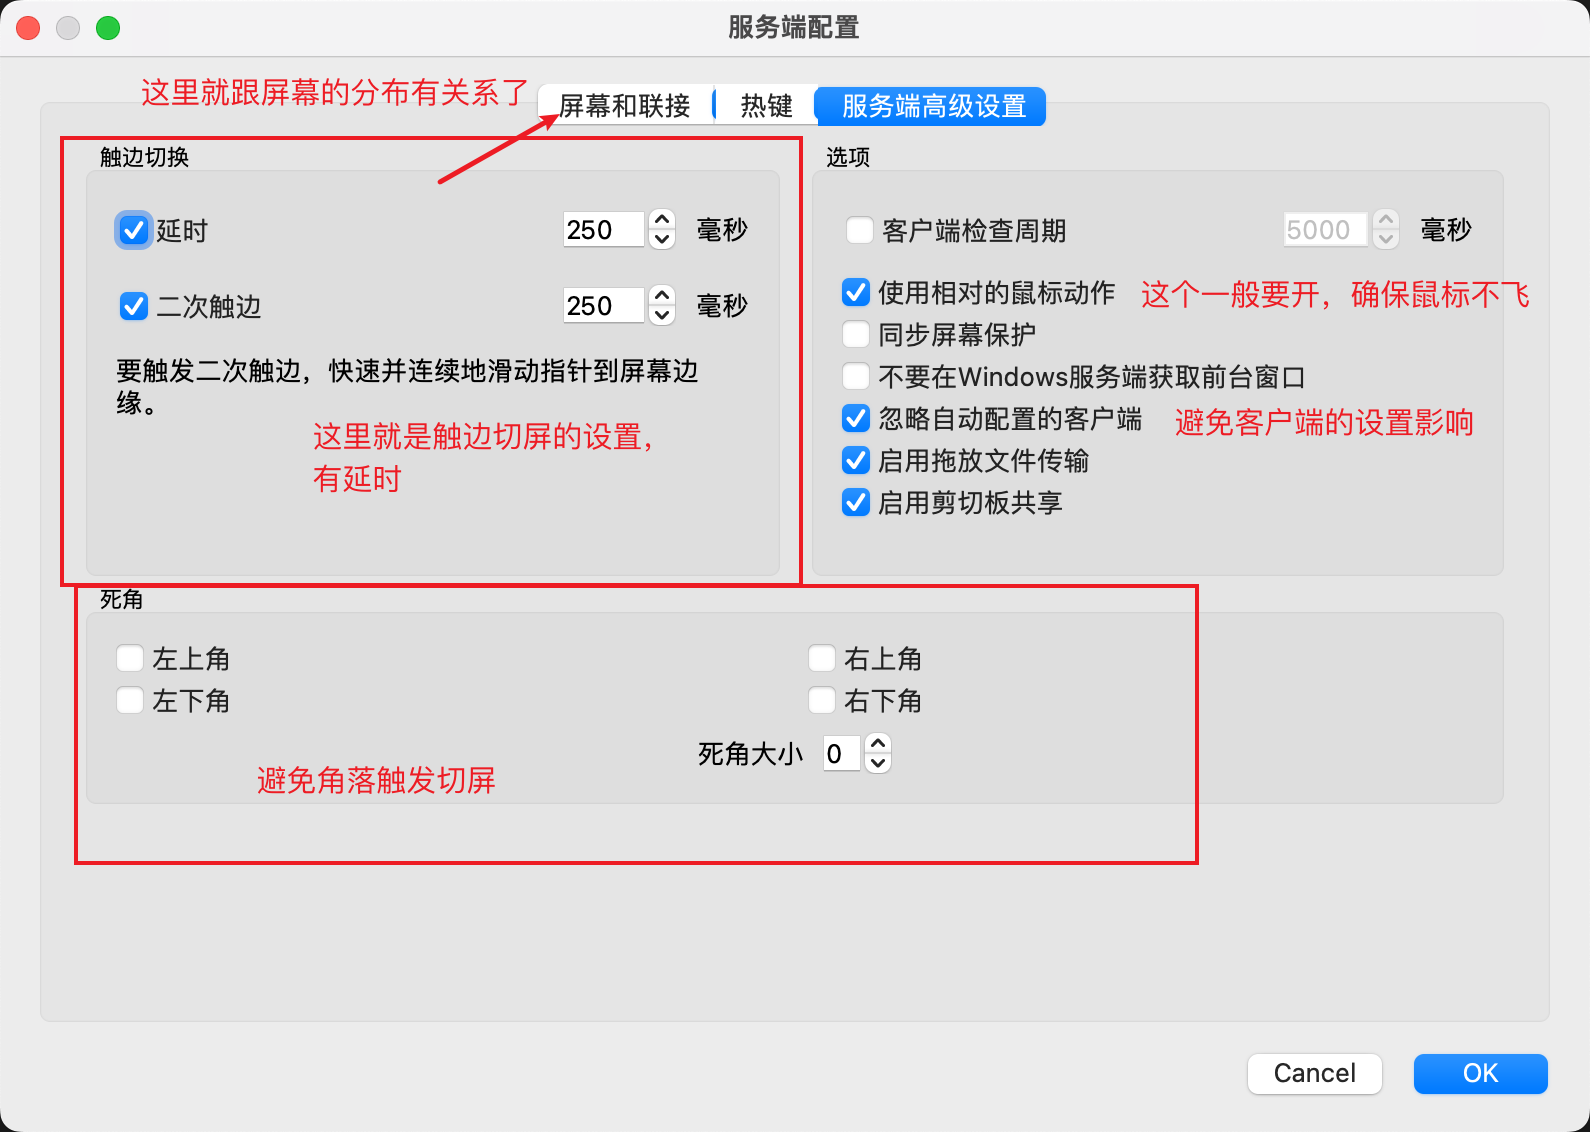 服务端配置
这里就跟屏幕的分布有关系了
屏幕和联接
热键
服务端高级设置
触边切换
延时
250
毫秒
二次触边
250
毫秒
要触发二次触边，快速并连续地滑动指针到屏幕边
缘。
这里就是触边切屏的设置，
有延时
选项
客户端检查周期
5000
毫秒
使用相对的鼠标动作
这个一般要开，确保鼠标不飞
同步屏幕保护
不要在Windows服务端获取前台窗口
忽略自动配置的客户端
避免客户端的设置影响
启用拖放文件传输
启用剪切板共享
死角
左上角
右上角
左下角
右下角
死角大小
0
避免角落触发切屏
Cancel
OK